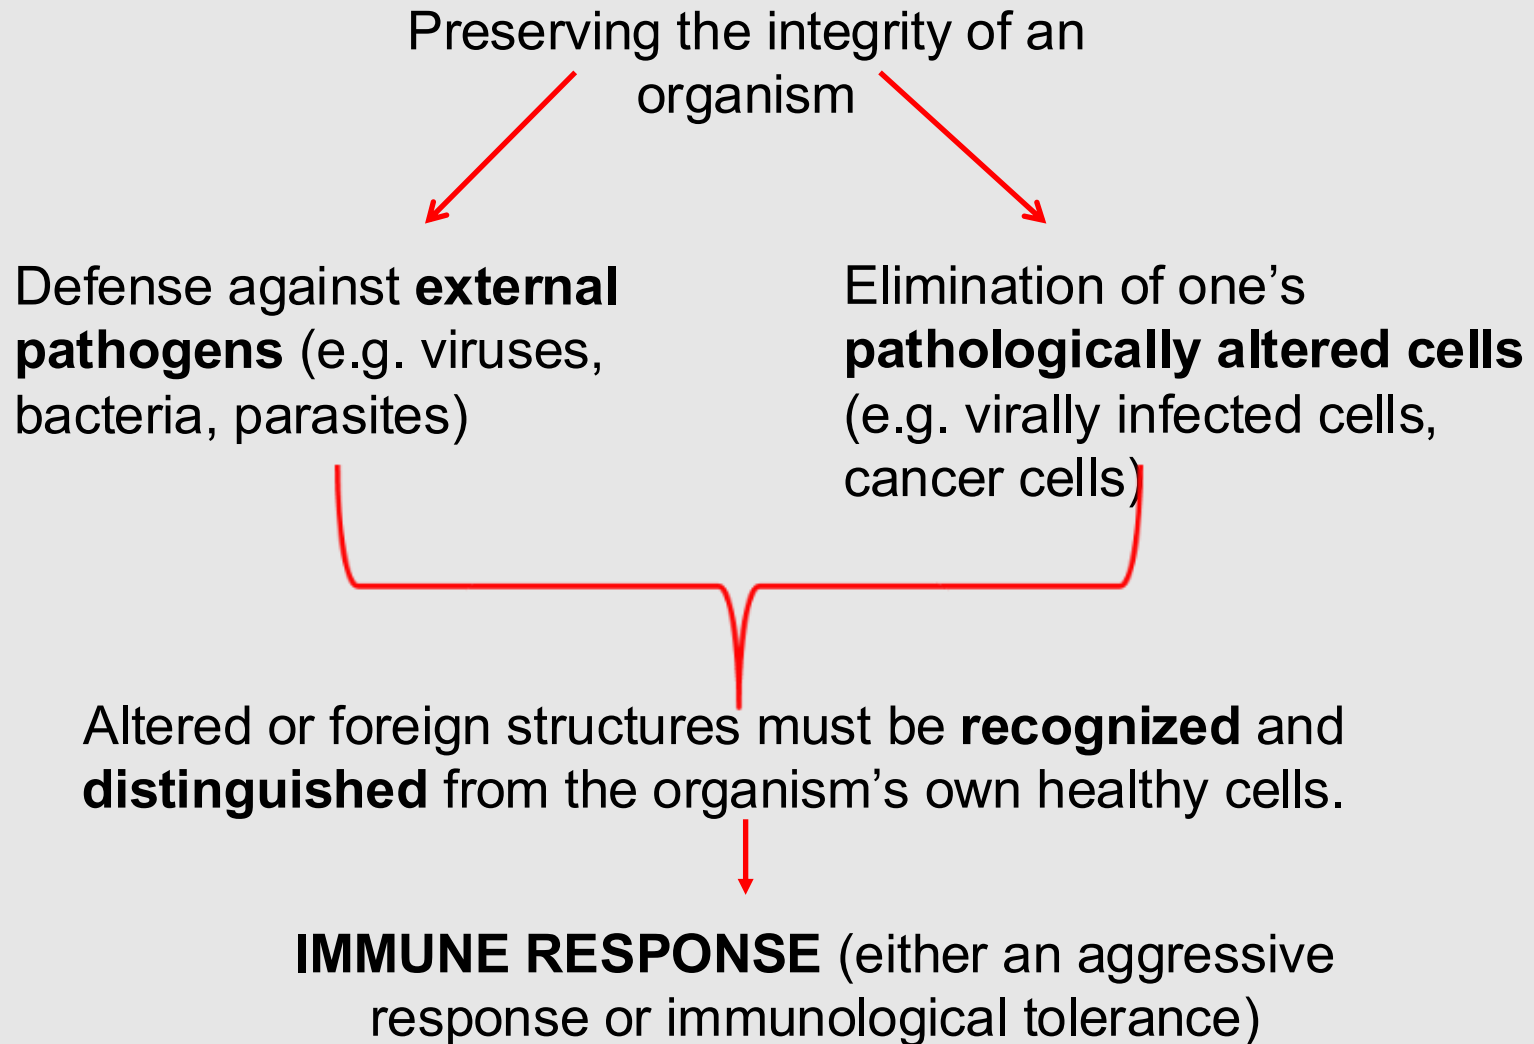 Preserving the integrity of an
organism
Defense against external
pathogens (e.g. viruses,
bacteria, parasites)
Elimination of one’s
pathologically altered cells
(e.g. virally infected cells,
cancer cells)
Altered or foreign structures must be recognized and
distinguished from the organism’s own healthy cells.
IMMUNE RESPONSE (either an aggressive
response or immunological tolerance)